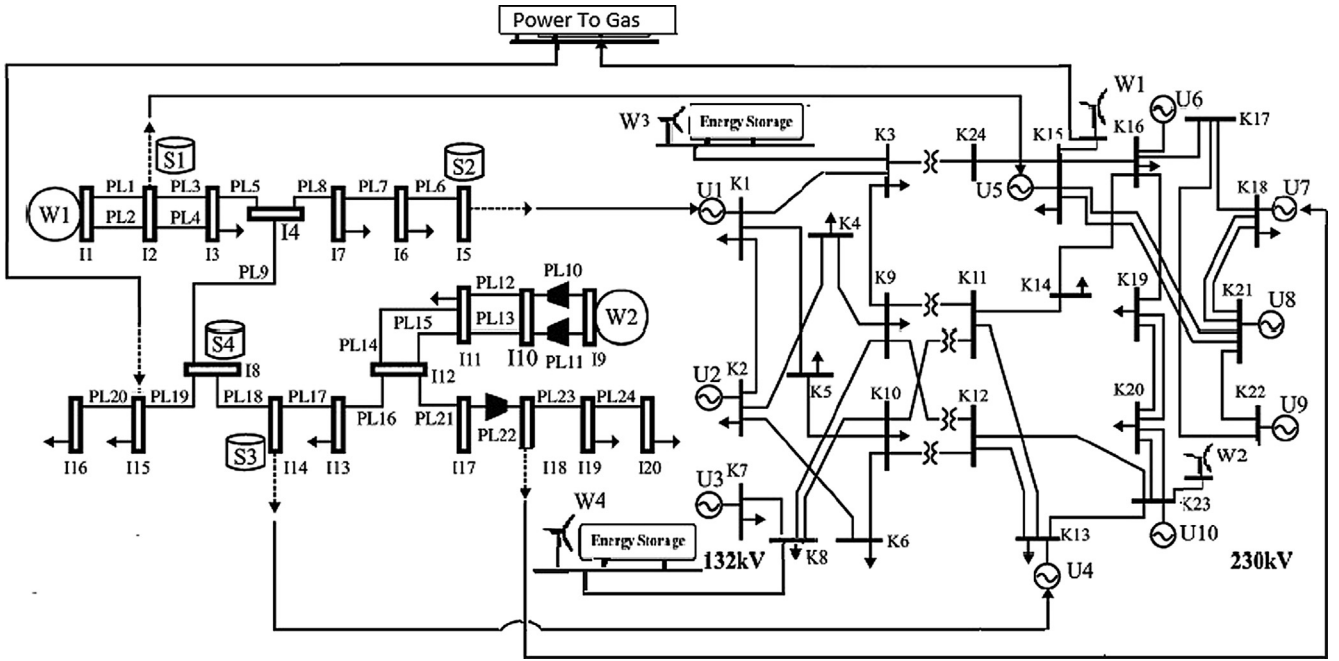 Power To Gas
W1
K17
U6
K16
W3
Energy Storage
K3
K24
K15
S1
S2
PL1
PL3
PL5
PL8
PL7
PL6
U1
K1
U5
K18
U7
W1
PL2
PL4
I4
K4
I1
I2
I3
I7
I6
I5
PL9
PL12
PL10
K9
K11
K14
K19
K21
U8
S4
PL15
PL13
W2
PL14
I11
I10
PL11
I9
I8
I12
U2
K2
K5
K10
K12
K20
K22
U9
PL20
PL19
PL18
PL17
PL16
PL21
PL22
PL23
PL24
I16
I15
S3
I14
I13
I17
I18
I19
I20
U3
K7
W2
K23
W4
Energy Storage
132kV
K8
K6
K13
U10
230kV
U4